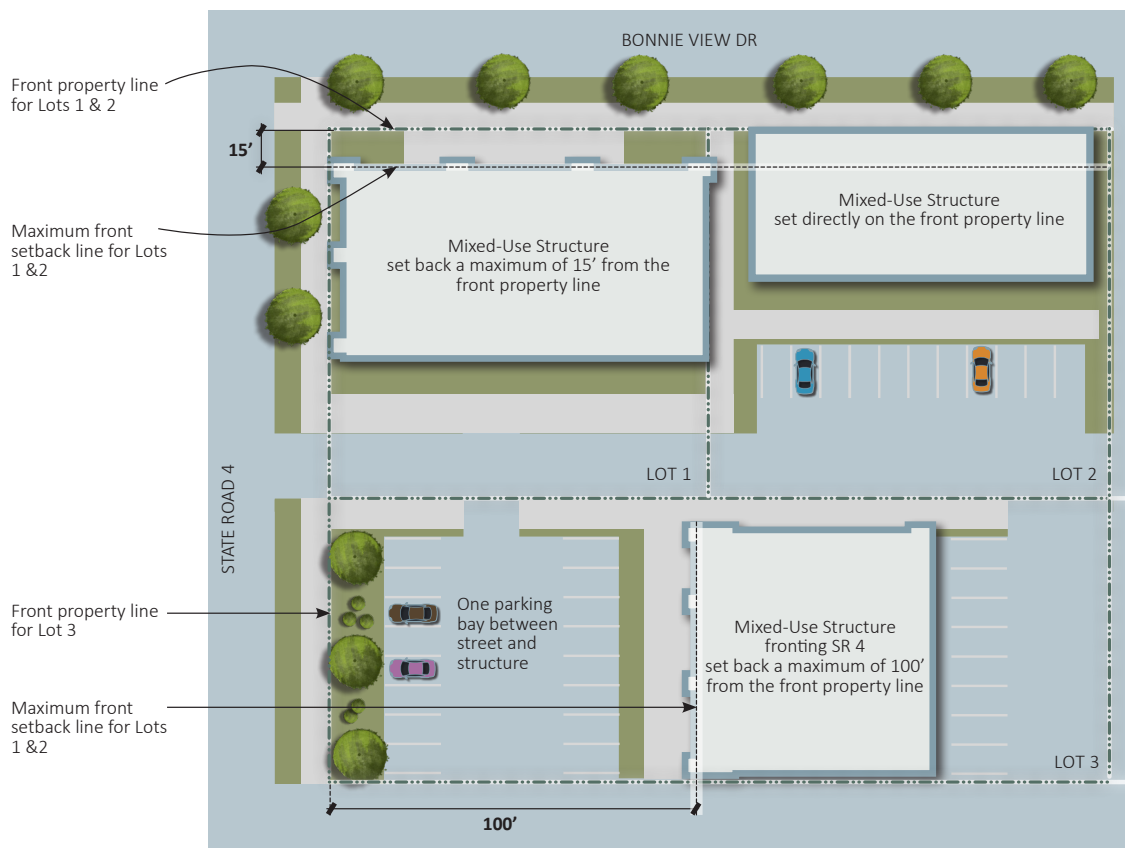 BONNIE VIEW DR
Front property line
for Lots 1 & 2
15’
Maximum front
setback line for Lots
1 &2
Mixed-Use Structure
set back a maximum of 15’ from the
front property line
Mixed-Use Structure
set directly on the front property line
LOT 1
LOT 2
STATE ROAD 4
Front property line
for Lot 3
One parking
bay between
street and
structure
Mixed-Use Structure
fronting SR 4
set back a maximum of 100’
from the front property line
Maximum front
setback line for Lots
1 &2
LOT 3
100’